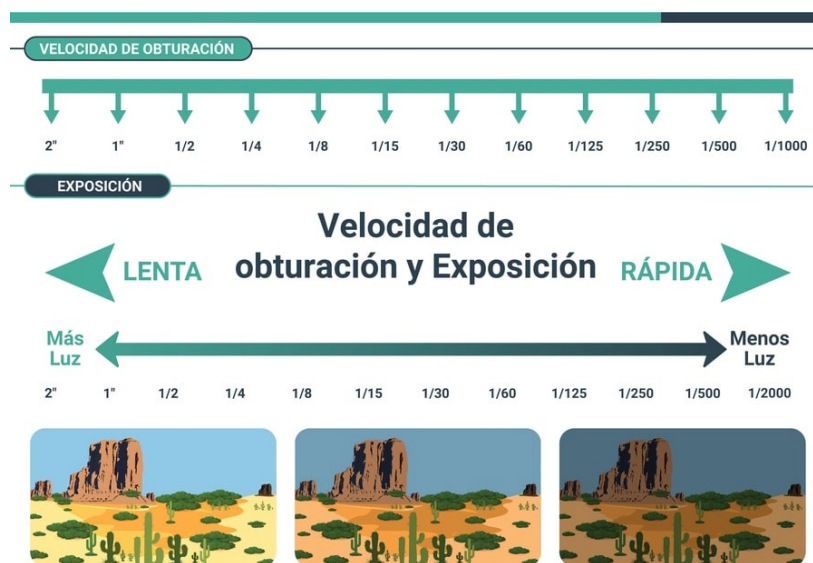 VELOCIDAD DE OBTURACIÓN
2" 1" 1/2 1/4 1/8 1/15 1/30 1/60 1/125 1/250 1/500 1/1000
EXPOSICIÓN
Velocidad de
obturación y Exposición
LENTA
RÁPIDA
Más
Luz
Menos
Luz
2" 1" 1/2 1/4 1/8 1/15 1/30 1/60 1/125 1/250 1/500 1/2000